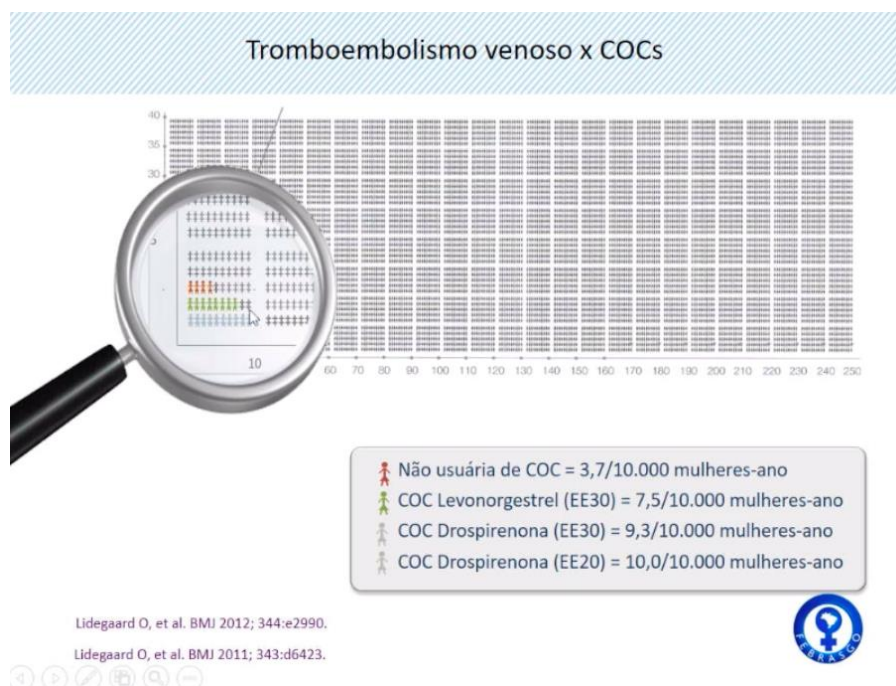 Tromboembolismo venoso x COCs
40
35
30
5
10
60 70 80 90 100 110 120 130 140 150 160 170 180 190 200 210 220 230 240 250
Não usuária de COC = 3,7/10.000 mulheres-ano
COC Levonorgestrel (EE30) = 7,5/10.000 mulheres-ano
COC Drospirenona (EE30) = 9,3/10.000 mulheres-ano
COC Drospirenona (EE20) = 10,0/10.000 mulheres-ano
Lidegaard O, et al. BMJ 2012; 344:e2990.
Lidegaard O, et al. BMJ 2011; 343:d6423.
FEBRASGO